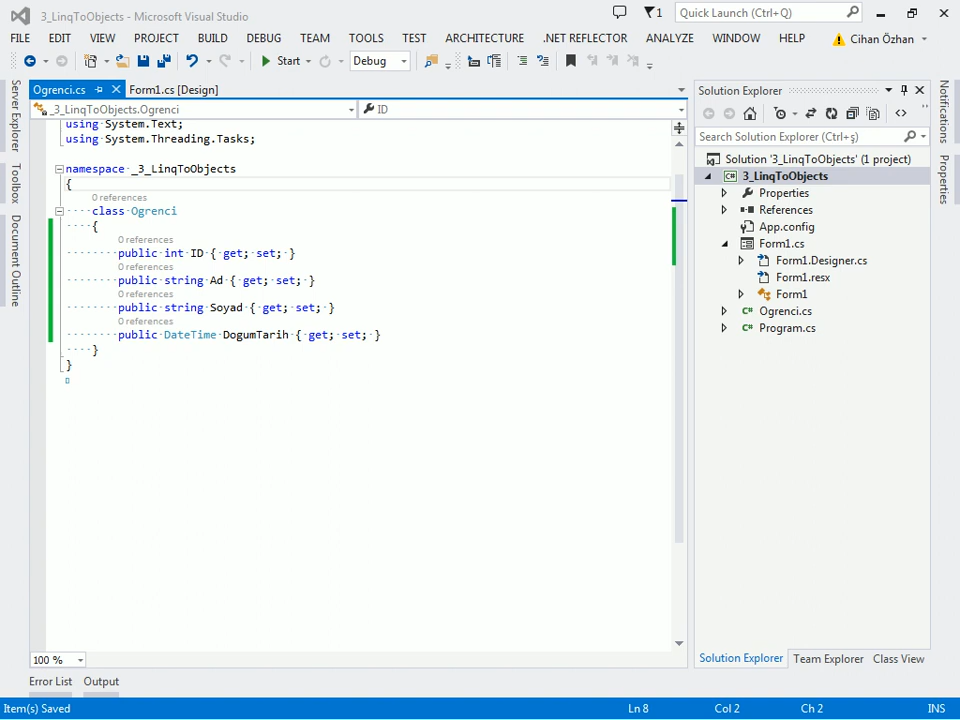 3_LinqToObjects - Microsoft Visual Studio
1
Quick Launch (Ctrl+Q)
FILE EDIT VIEW PROJECT BUILD DEBUG TEAM TOOLS TEST ARCHITECTURE .NET REFLECTOR ANALYZE WINDOW HELP Cihan Özhan
Start Debug
Ogrenci.cs Form1.cs [Design]
_3_LinqToObjects.Ogrenci ID
using System.Text;
using System.Threading.Tasks;
namespace _3_LinqToObjects
{
0 references
class Ogrenci
{
0 references
public int ID { get; set; }
0 references
public string Ad { get; set; }
0 references
public string Soyad { get; set; }
0 references
public DateTime DogumTarih { get; set; }
}
}
100 %
Error List Output
Server Explorer
Toolbox
Document Outline
Solution Explorer
Search Solution Explorer (Ctrl+ş)
Solution '3_LinqToObjects' (1 project)
3_LinqToObjects
Properties
References
App.config
Form1.cs
Form1.Designer.cs
Form1.resx
Form1
Ogrenci.cs
Program.cs
Solution Explorer Team Explorer Class View
Notifications
Properties
Item(s) Saved Ln 8 Col 2 Ch 2 INS